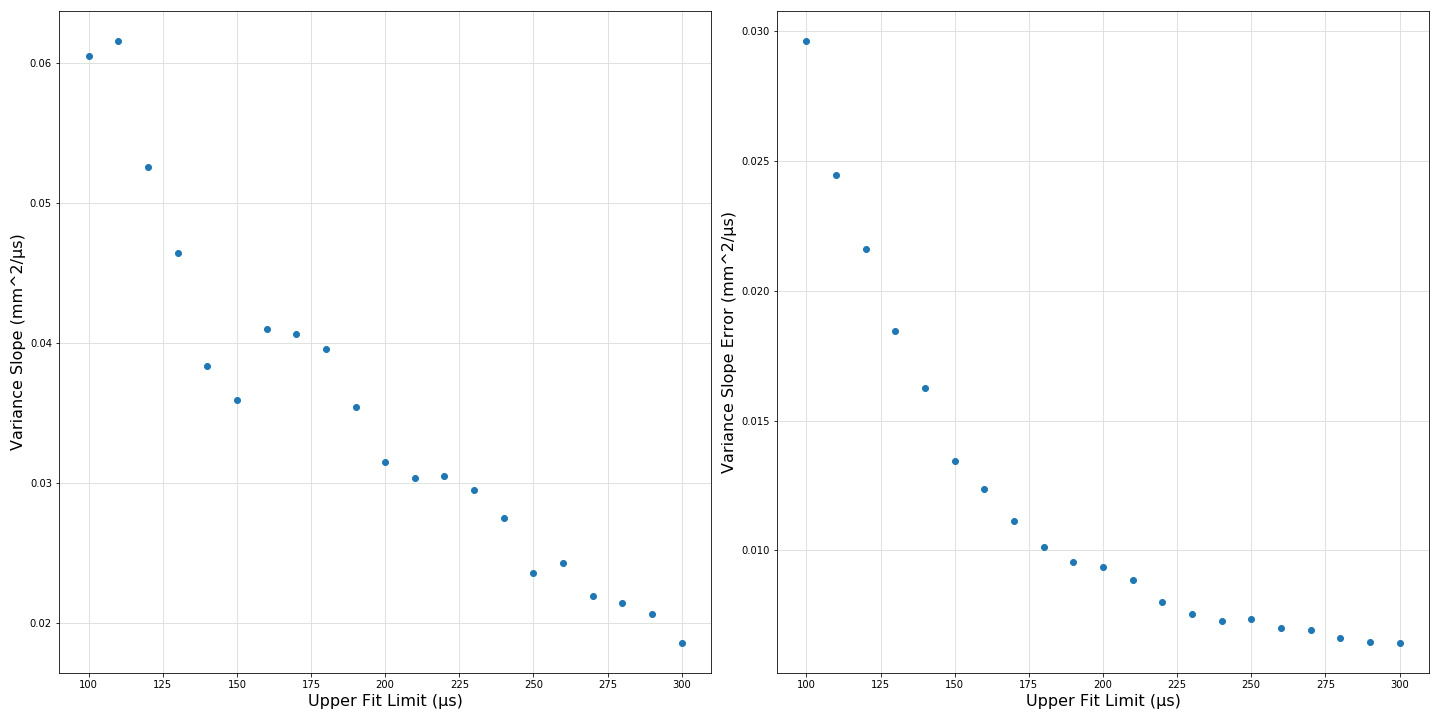 0.06
0.05
0.04
0.03
0.02
Variance Slope (mm^2/μs)
100 125 150 175 200 225 250 275 300
Upper Fit Limit (μs)
0.030
0.025
0.020
0.015
0.010
Variance Slope Error (mm^2/μs)
100 125 150 175 200 225 250 275 300
Upper Fit Limit (μs)